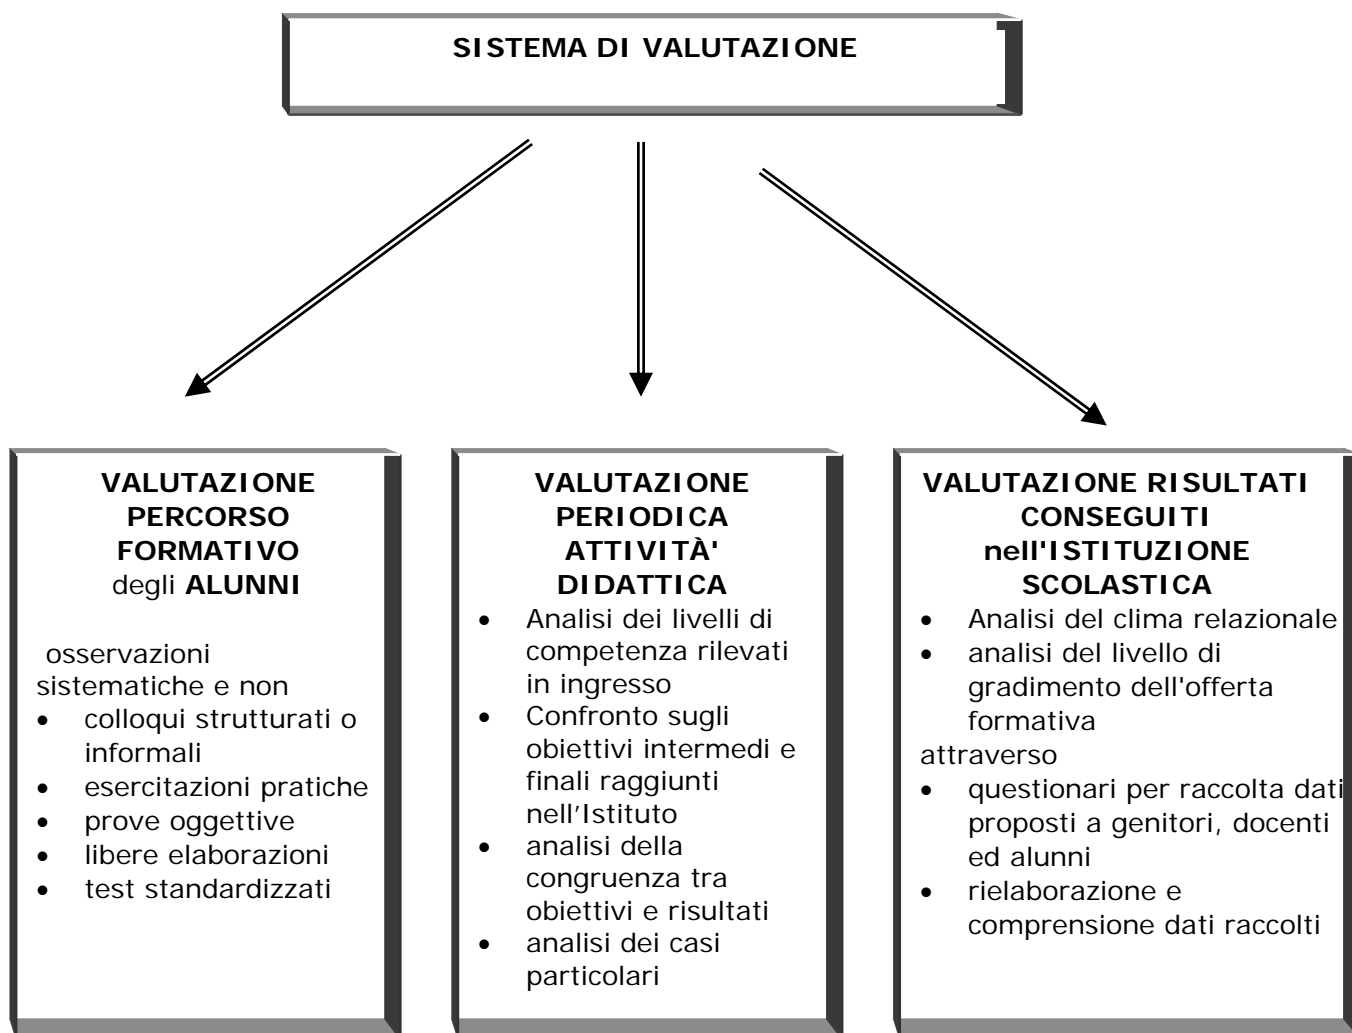 SISTEMA DI VALUTAZIONE
VALUTAZIONE
PERCORSO
FORMATIVO
degli ALUNNI
osservazioni
sistematiche e non
• colloqui strutturati o
informali
• esercitazioni pratiche
• prove oggettive
• libere elaborazioni
• test standardizzati
VALUTAZIONE
PERIODICA
ATTIVITÀ'
DIDATTICA
• Analisi dei livelli di
competenza rilevati
in ingresso
• Confronto sugli
obiettivi intermedi e
finali raggiunti
nell’Istituto
• analisi della
congruenza tra
obiettivi e risultati
• analisi dei casi
particolari
VALUTAZIONE RISULTATI
CONSEGUITI
nell'ISTITUZIONE
SCOLASTICA
• Analisi del clima relazionale
• analisi del livello di
gradimento dell'offerta
formativa
attraverso
• questionari per raccolta dati
proposti a genitori, docenti
ed alunni
• rielaborazione e
comprensione dati raccolti